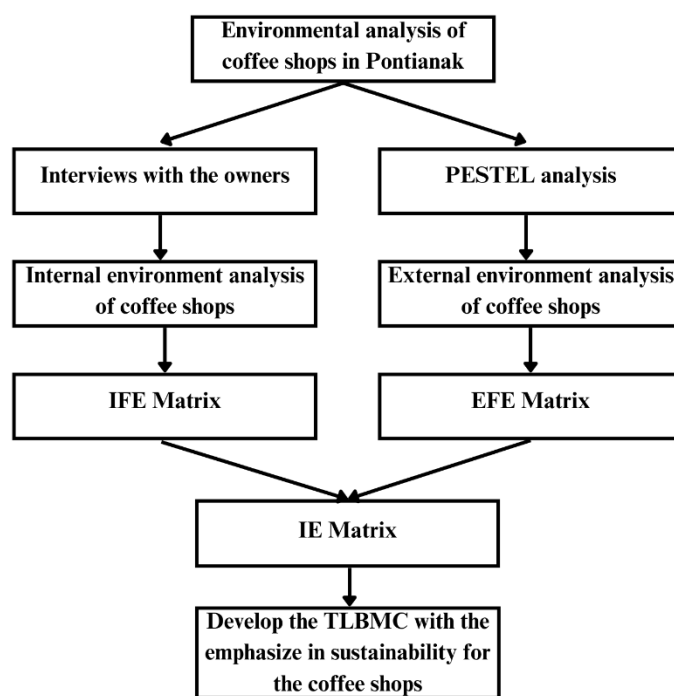 Environmental analysis of
coffee shops in Pontianak
Interviews with the owners
PESTEL analysis
Internal environment analysis
of coffee shops
External environment analysis
of coffee shops
IFE Matrix
EFE Matrix
IE Matrix
Develop the TLBMC with the
emphasize in sustainability for
the coffee shops